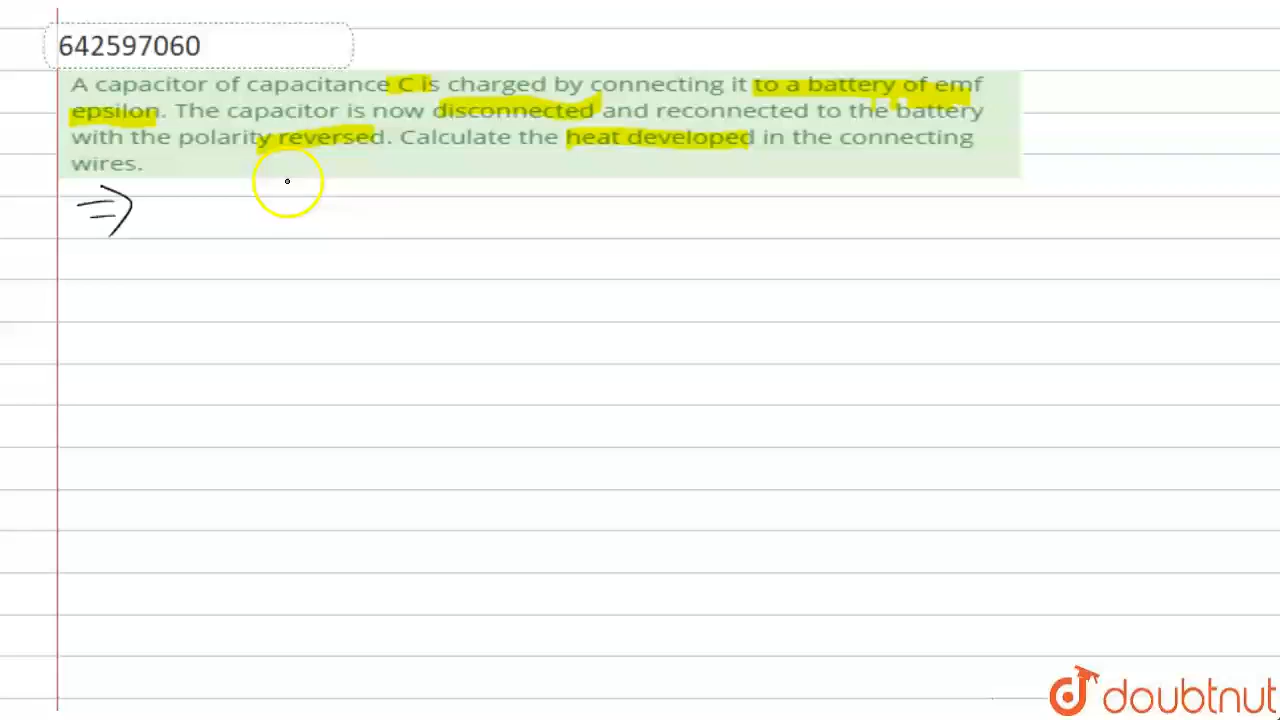 642597060
A capacitor of capacitance C is charged by connecting it to a battery of emf
epsilon. The capacitor is now disconnected and reconnected to the battery
with the polarity reversed. Calculate the heat developed in the connecting
wires.
doubtnut